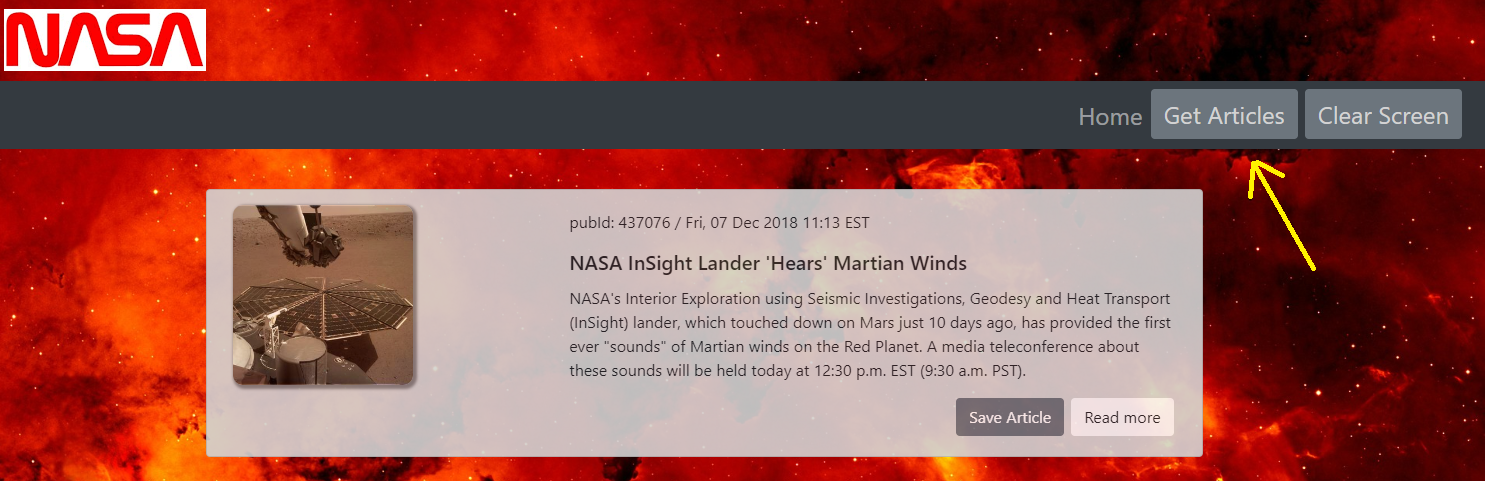 NASA
Home Get Articles Clear Screen
pubId: 437076 / Fri, 07 Dec 2018 11:13 EST
NASA InSight Lander 'Hears' Martian Winds
NASA's Interior Exploration using Seismic Investigations, Geodesy and Heat Transport
(InSight) lander, which touched down on Mars just 10 days ago, has provided the first
ever "sounds" of Martian winds on the Red Planet. A media teleconference about
these sounds will be held today at 12:30 p.m. EST (9:30 a.m. PST).
Save Article Read more